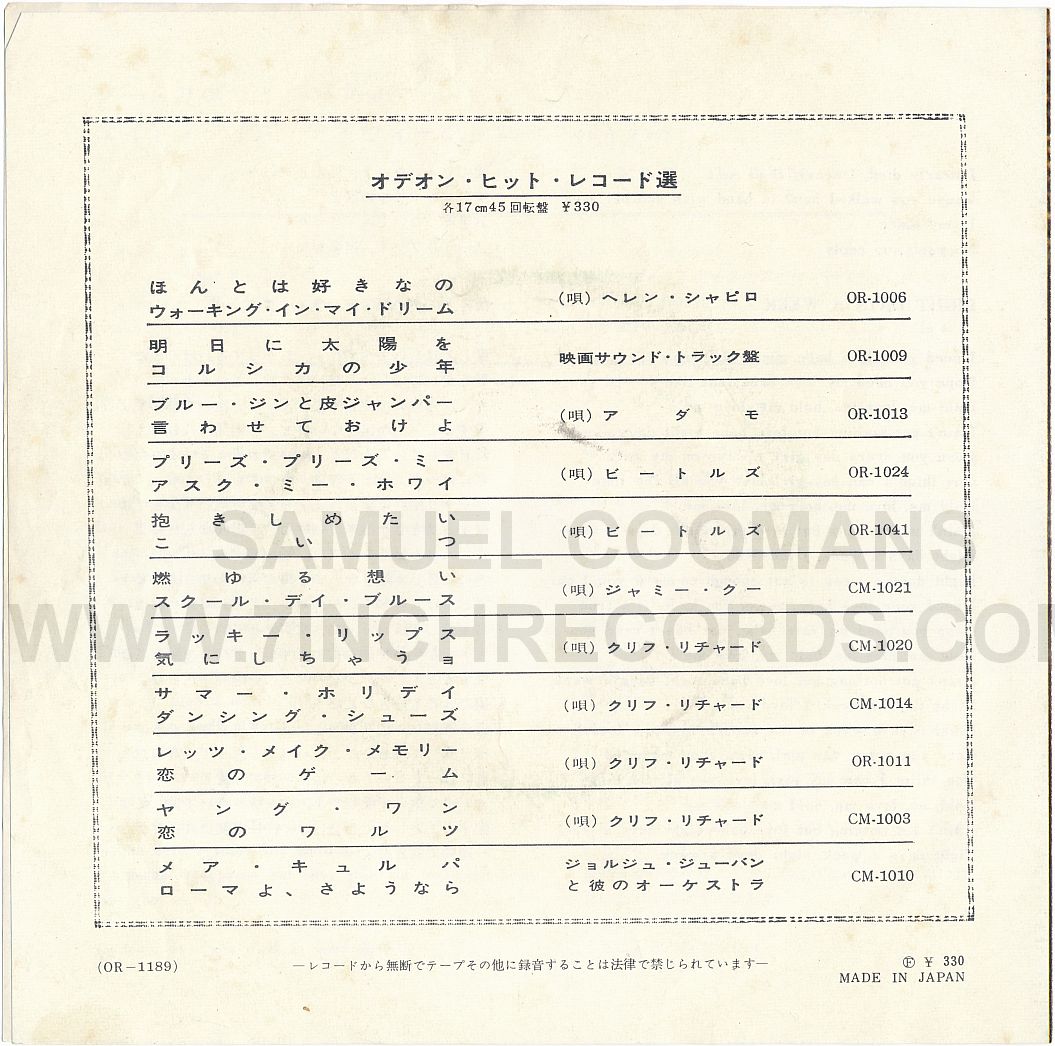 オデオン・ヒット・レコード選
各17cm45回転盤 ¥330
ほんとは好きなの
ウォーキング・イン・マイ・ドリーム
(唄) ヘレン・シャピロ OR-1006
明日に太陽を
コルシカの少年
映画サウンド・トラック盤 OR-1009
ブルー・ジンと皮ジャンパー
言わせておけよ
(唄) アダモ OR-1013
プリーズ・プリーズ・ミー
アスク・ミー・ホワイ
(唄) ビートルズ OR-1024
抱きしめたい
こいつ
(唄) ビートルズ OR-1041
燃ゆる想い
スクール・デイ・ブルース
(唄) ジャミー・クー CM-1021
ラッキー・リップス
気にしちゃうョ
(唄) クリフ・リチャード CM-1020
サマー・ホリデイ
ダンシング・シューズ
(唄) クリフ・リチャード CM-1014
レッツ・メイク・メモリー
恋のゲーム
(唄) クリフ・リチャード OR-1011
ヤング・ワン
恋のワルツ
(唄) クリフ・リチャード CM-1003
メア・キュルパ
ローマよ、さようなら
ジョルジュ・ジューバン
と彼のオーケストラ
CM-1010
(OR-1189)
—レコードから無断でテープその他に録音することは法律で禁じられています—
Ⓔ ¥ 330
MADE IN JAPAN
SAMUEL COOMANS
WWW.7INCHRECORDS.COM